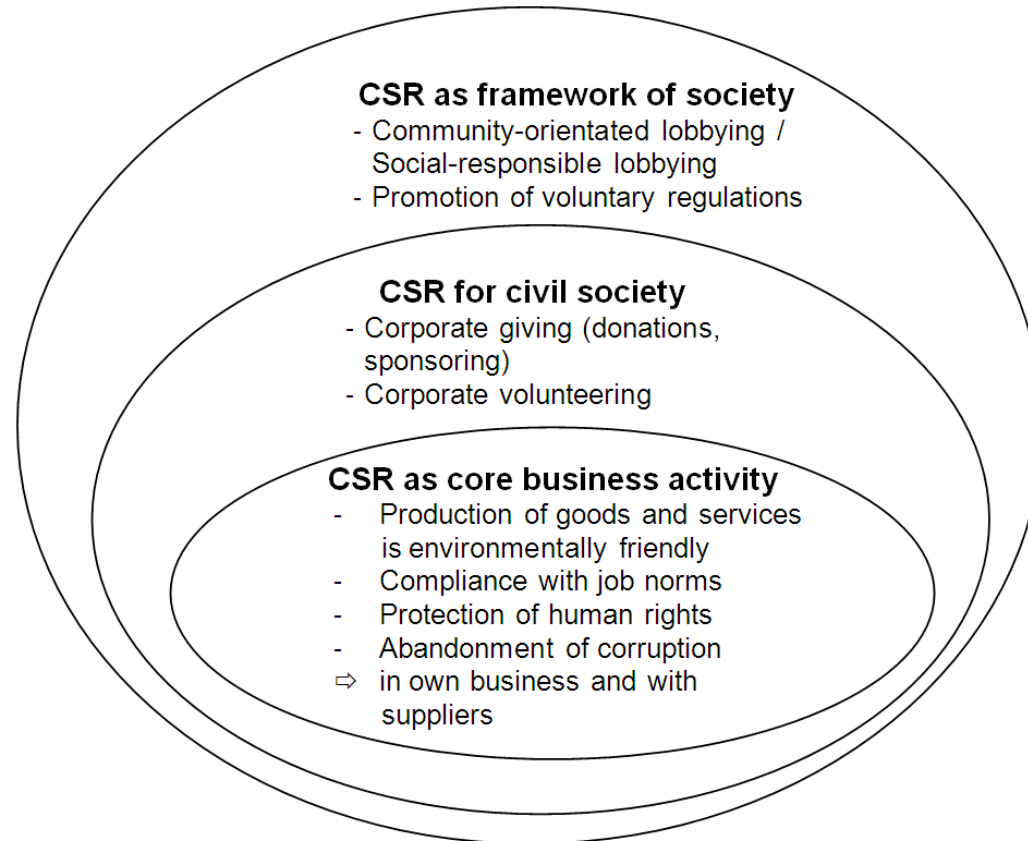 CSR as framework of society
- Community-orientated lobbying /
Social-responsible lobbying
- Promotion of voluntary regulations
CSR for civil society
- Corporate giving (donations,
sponsoring)
- Corporate volunteering
CSR as core business activity
- Production of goods and services
is environmentally friendly
- Compliance with job norms
- Protection of human rights
- Abandonment of corruption
⇨ in own business and with
suppliers